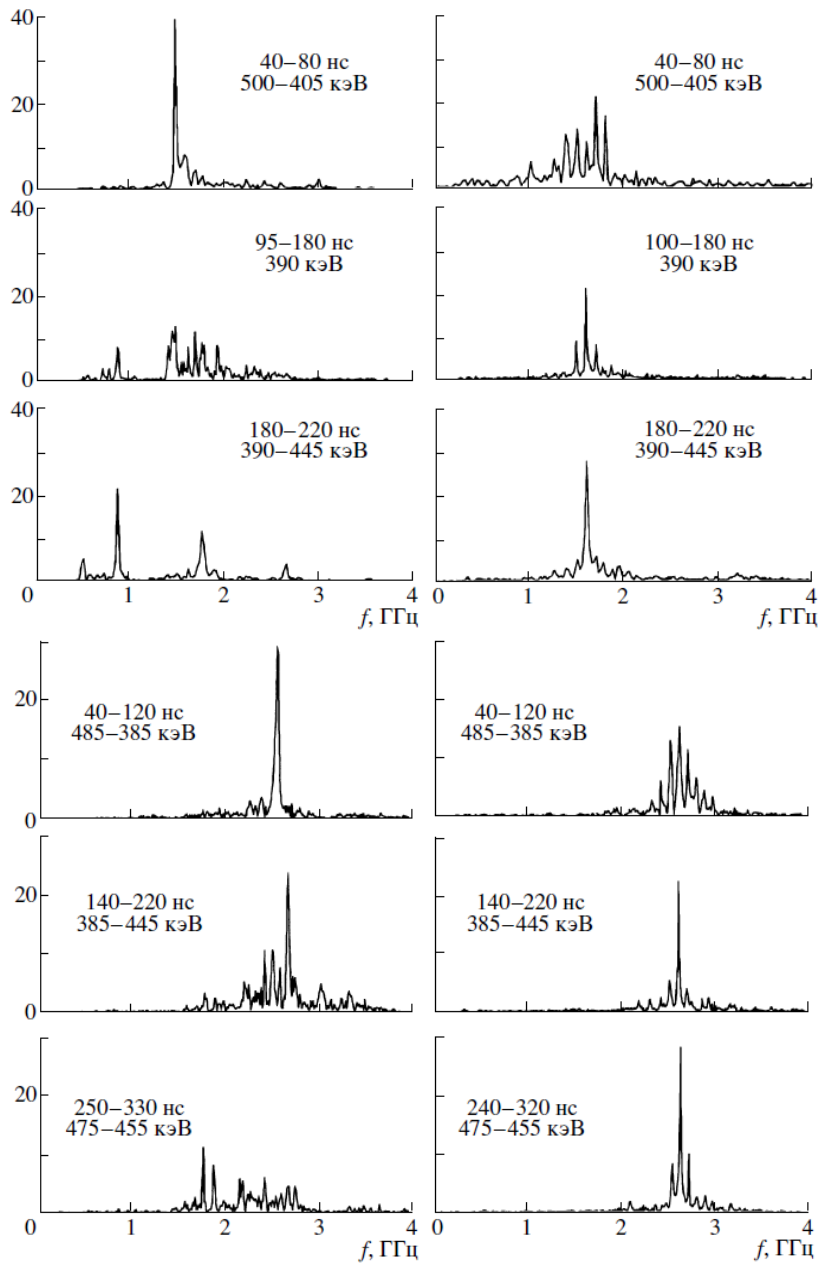 40
20
0
40–80 нс
500–405 кэВ
40–80 нс
500–405 кэВ
40
20
0
95–180 нс
390 кэВ
100–180 нс
390 кэВ
40
20
0
180–220 нс
390–445 кэВ
180–220 нс
390–445 кэВ
1 2 3 4
f, ГГц
0 1 2 3 4
f, ГГц
20
0
40–120 нс
485–385 кэВ
40–120 нс
485–385 кэВ
20
0
140–220 нс
385–445 кэВ
140–220 нс
385–445 кэВ
20
250–330 нс
475–455 кэВ
240–320 нс
475–455 кэВ
0 1 2 3 4
f, ГГц
0 1 2 3 4
f, ГГц